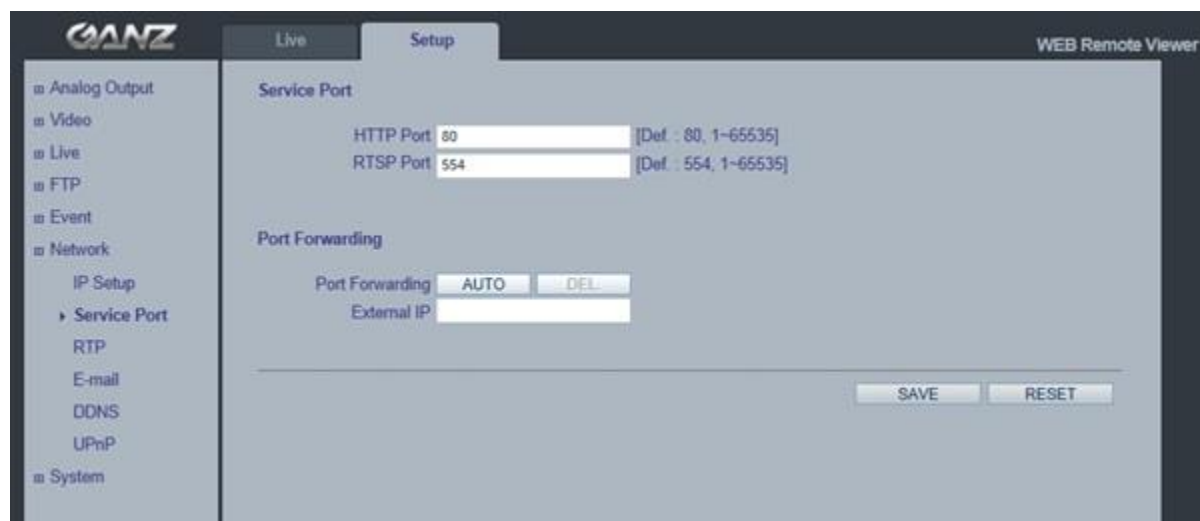 GANZ
Live
Setup
WEB Remote Viewer
Analog Output
Video
Live
FTP
Event
Network
IP Setup
Service Port
RTP
E-mail
DDNS
UPnP
System
Service Port
HTTP Port 80 [Def. : 80, 1~65535]
RTSP Port 554 [Def. : 554, 1~65535]
Port Forwarding
Port Forwarding AUTO DEL.
External IP
SAVE RESET